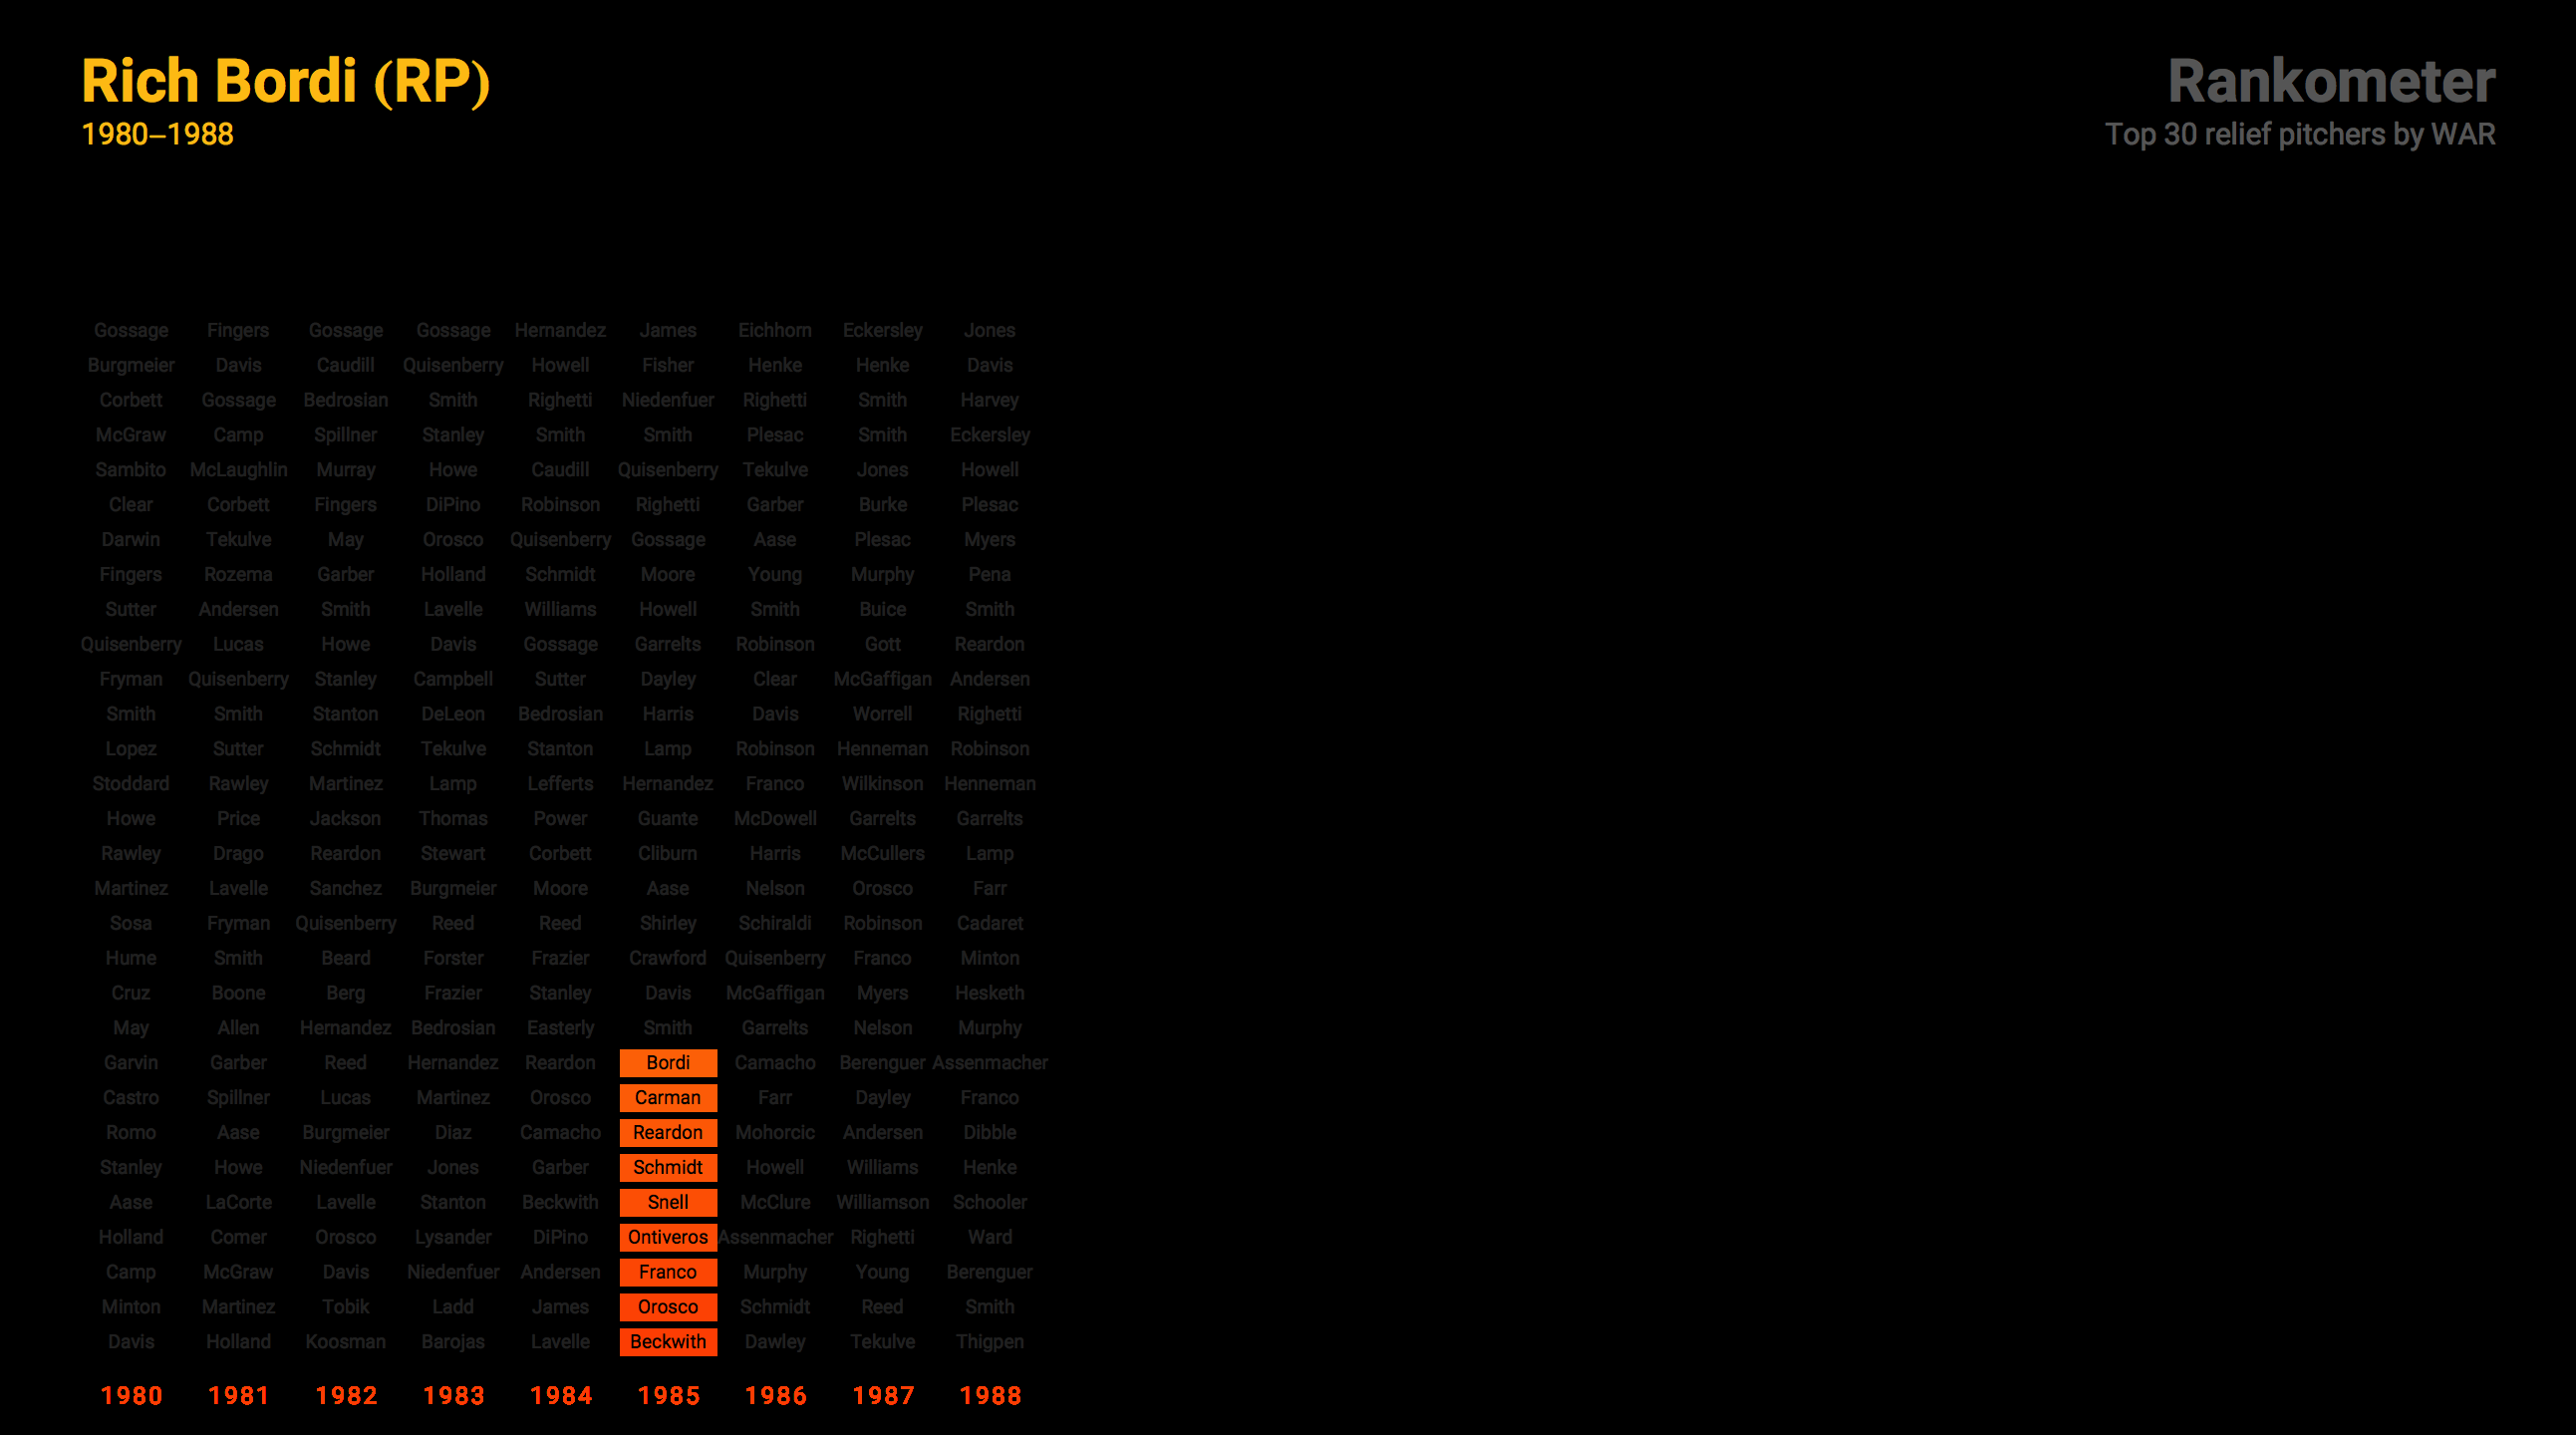 Rich Bordi (RP)
1980–1988
Rankometer
Top 30 relief pitchers by WAR
Gossage Fingers Gossage Gossage Hernandez James Eichhorn Eckersley Jones
Burgmeier Davis Caudill Quisenberry Howell Fisher Henke Henke Davis
Corbett Gossage Bedrosian Smith Righetti Niedenfuer Righetti Smith Harvey
McGraw Camp Spillner Stanley Smith Smith Plesac Smith Eckersley
Sambito McLaughlin Murray Howe Caudill Quisenberry Tekulve Jones Howell
Clear Corbett Fingers DiPino Robinson Righetti Garber Burke Plesac
Darwin Tekulve May Orosco Quisenberry Gossage Aase Plesac Myers
Fingers Rozema Garber Holland Schmidt Moore Young Murphy Pena
Sutter Andersen Smith Lavelle Williams Howell Smith Buice Smith
Quisenberry Lucas Howe Davis Gossage Garrelts Robinson Gott Reardon
Fryman Quisenberry Stanley Campbell Sutter Dayley Clear McGaffigan Andersen
Smith Smith Stanton DeLeon Bedrosian Harris Davis Worrell Righetti
Lopez Sutter Schmidt Tekulve Stanton Lamp Robinson Henneman Robinson
Stoddard Rawley Martinez Lamp Lefferts Hernandez Franco Wilkinson Henneman
Howe Price Jackson Thomas Power Guante McDowell Garrelts Garrelts
Rawley Drago Reardon Stewart Corbett Cliburn Harris McCullers Lamp
Martinez Lavelle Sanchez Burgmeier Moore Aase Nelson Orosco Farr
Sosa Fryman Quisenberry Reed Reed Shirley Schiraldi Robinson Cadaret
Hume Smith Beard Forster Frazier Crawford Quisenberry Franco Minton
Cruz Boone Berg Frazier Stanley Davis McGaffigan Myers Hesketh
May Allen Hernandez Bedrosian Easterly Smith Garrelts Nelson Murphy
Garvin Garber Reed Hernandez Reardon Bordi Camacho Berenguer Assenmacher
Castro Spillner Lucas Martinez Orosco Carman Farr Dayley Franco
Romo Aase Burgmeier Diaz Camacho Reardon Mohorcic Andersen Dibble
Stanley Howe Niedenfuer Jones Garber Schmidt Howell Williams Henke
Aase LaCorte Lavelle Stanton Beckwith Snell McClure Williamson Schooler
Holland Comer Orosco Lysander DiPino Ontiveros Assenmacher Righetti Ward
Camp McGraw Davis Niedenfuer Andersen Franco Murphy Young Berenguer
Minton Martinez Tobik Ladd James Orosco Schmidt Reed Smith
Davis Holland Koosman Barojas Lavelle Beckwith Dawley Tekulve Thigpen
1980 1981 1982 1983 1984 1985 1986 1987 1988